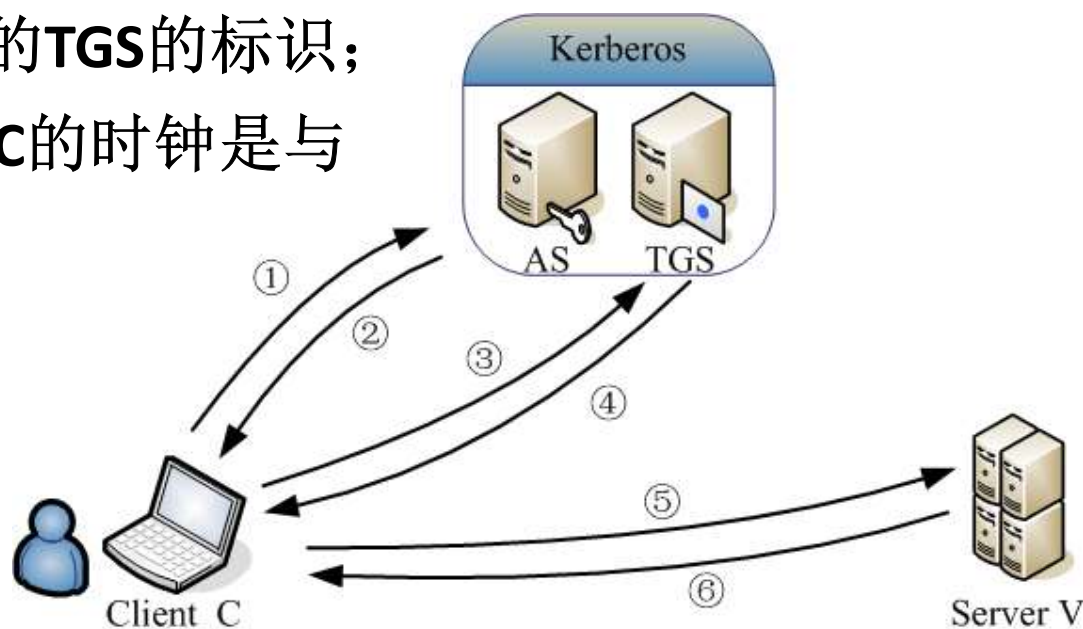 的TGS的标识；
C的时钟是与
Kerberos
AS
TGS
①
②
③
④
⑤
⑥
Client C
Server V